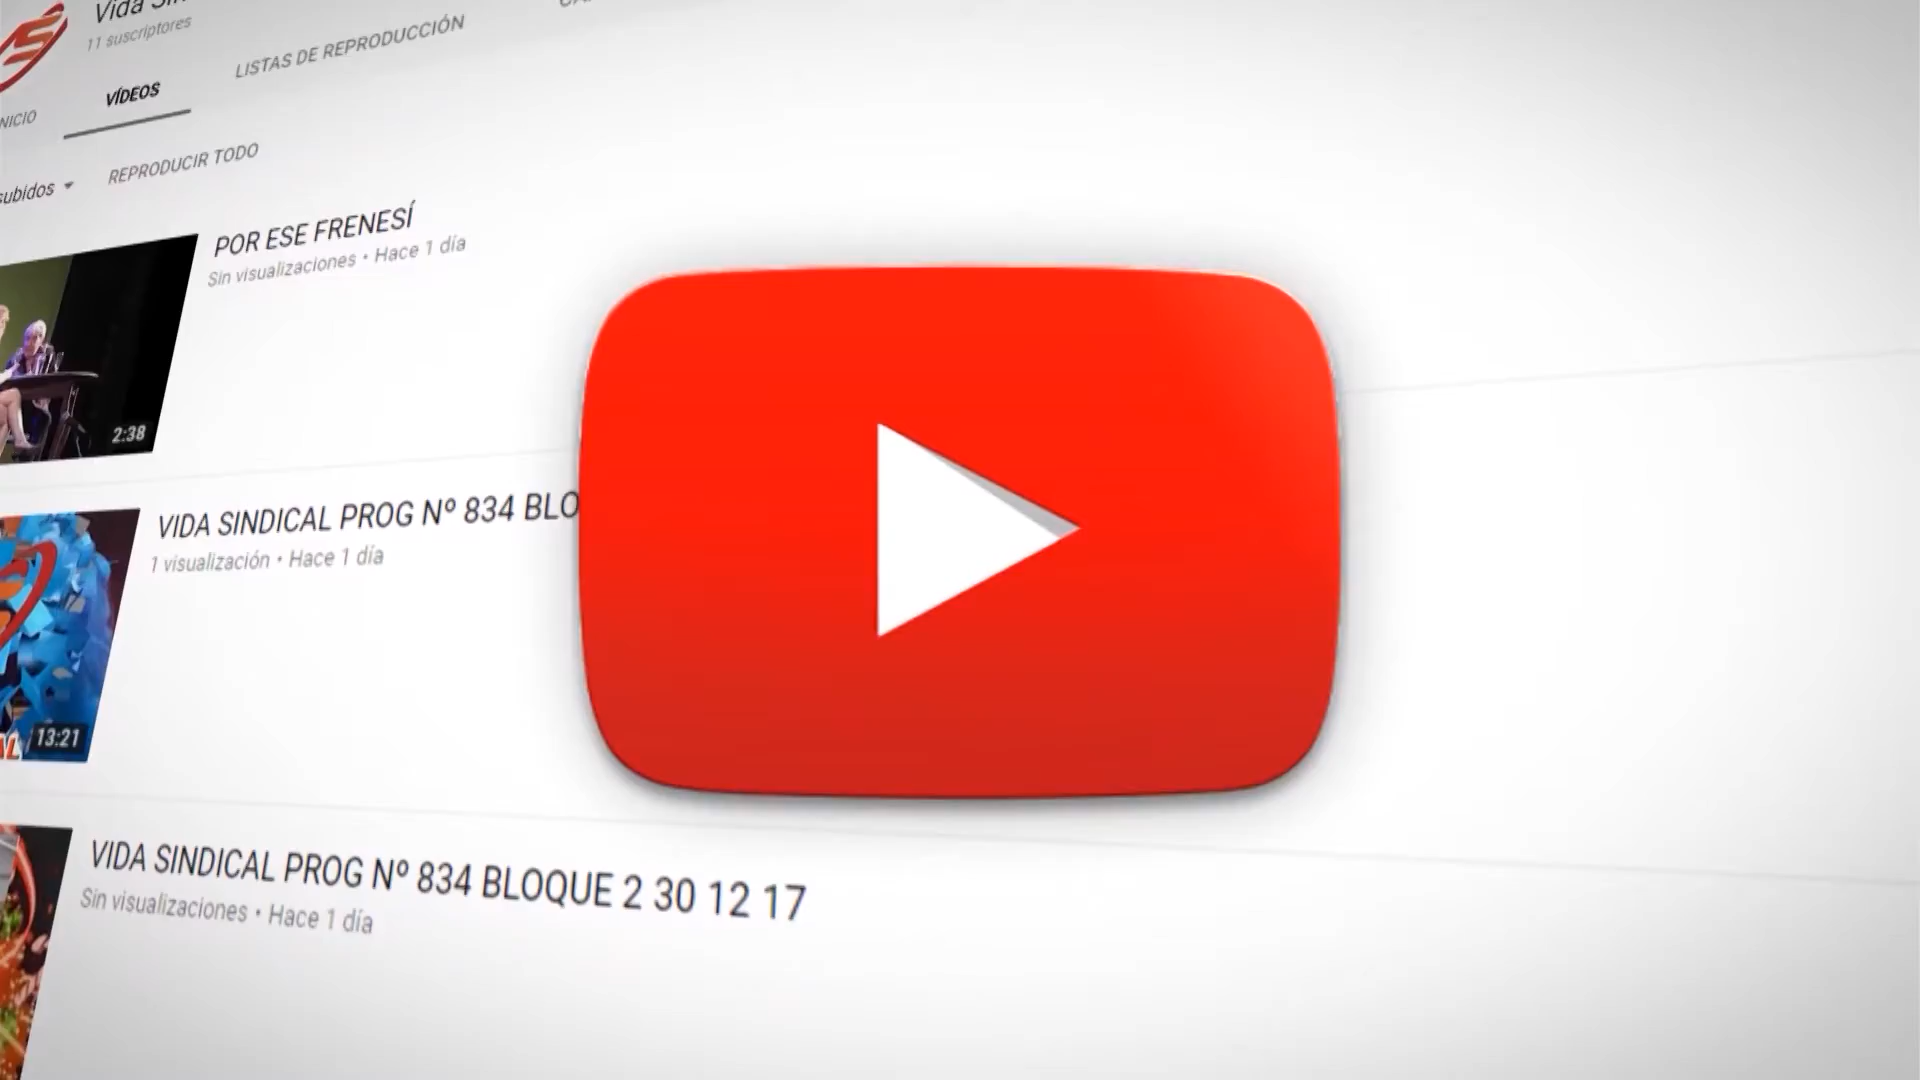 Vida
11 suscriptores
VÍDEOS
LISTAS DE REPRODUCCIÓN
REPRODUCIR TODO
subidos
POR ESE FRENESÍ
Sin visualizaciones • Hace 1 día
2:38
VIDA SINDICAL PROG Nº 834 BLO
1 visualización • Hace 1 día
13:21
VIDA SINDICAL PROG Nº 834 BLOQUE 2 30 12 17
Sin visualizaciones • Hace 1 día